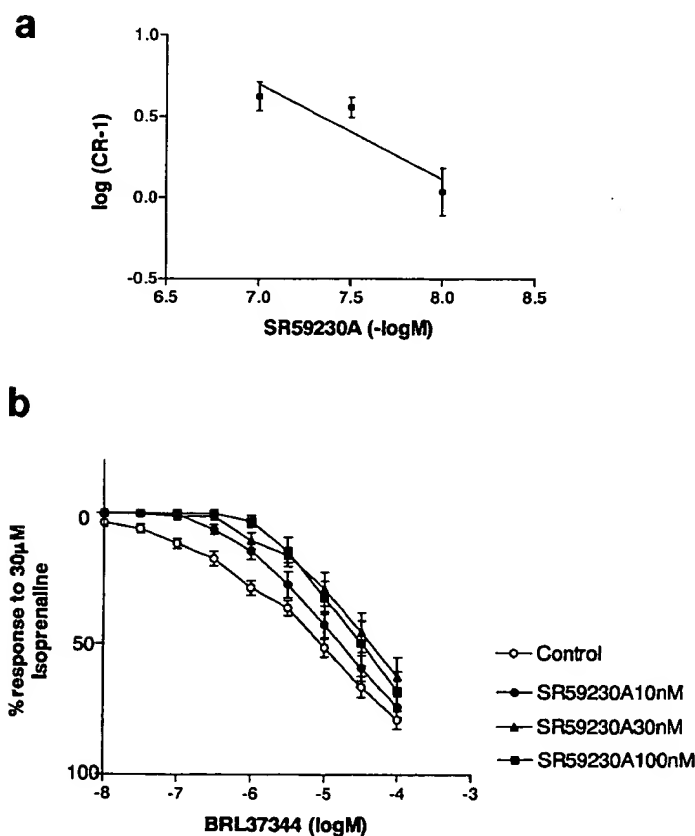 a
1.0
0.5
0.0
-0.5
log (CR-1)
6.5 7.0 7.5 8.0 8.5
SR59230A (-logM)
b
0
50
100
% response to 30µM
Isoprenaline
-8 -7 -6 -5 -4 -3
BRL37344 (logM)
Control
SR59230A10nM
SR59230A30nM
SR59230A100nM